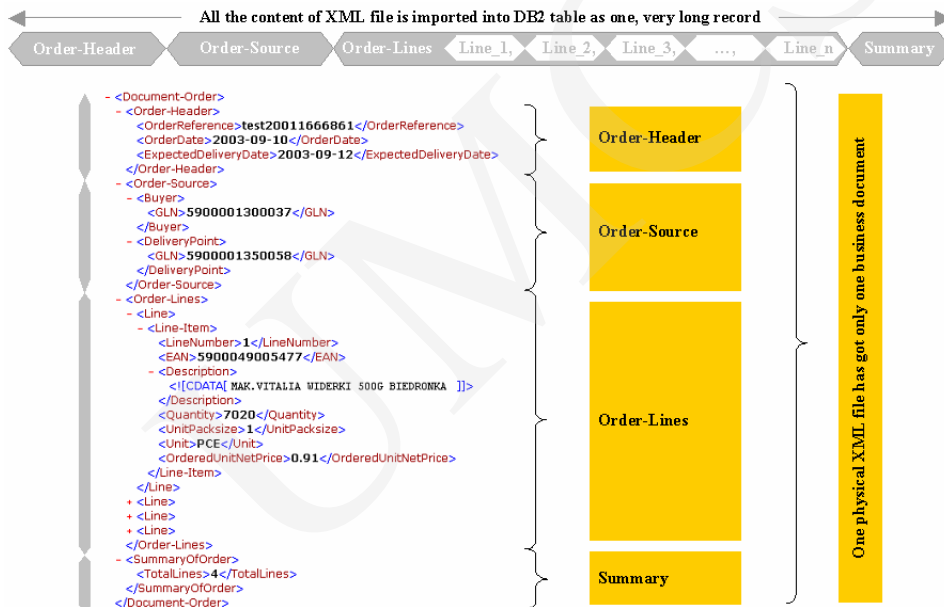 All the content of XML file is imported into DB2 table as one, very long record
Order-Header Order-Source Order-Lines Line_1, Line_2, Line_3, ..., Line_n Summary
- <Document-Order>
- <Order-Header>
<OrderReference>test20011666861</OrderReference>
<OrderDate>2003-09-10</OrderDate>
<ExpectedDeliveryDate>2003-09-12</ExpectedDeliveryDate>
</Order-Header>
- <Order-Source>
- <Buyer>
<GLN>5900001300037</GLN>
</Buyer>
- <DeliveryPoint>
<GLN>5900001350058</GLN>
</DeliveryPoint>
</Order-Source>
- <Order-Lines>
- <Line>
- <Line-Item>
<LineNumber>1</LineNumber>
<EAN>5900049005477</EAN>
- <Description>
<![CDATA[ MAK.VITALIA WIDERKI 500G BIEDRONKA ]]>
</Description>
<Quantity>7020</Quantity>
<UnitPacksize>1</UnitPacksize>
<Unit>PCE</Unit>
<OrderedUnitNetPrice>0.91</OrderedUnitNetPrice>
</Line-Item>
</Line>
+ <Line>
+ <Line>
+ <Line>
</Order-Lines>
- <SummaryOfOrder>
<TotalLines>4</TotalLines>
</SummaryOfOrder>
</Document-Order>
Order-Header
Order-Source
Order-Lines
Summary
One physical XML file has got only one business document
UMCS